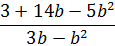 3 + 14b − 5b²
3b − b²